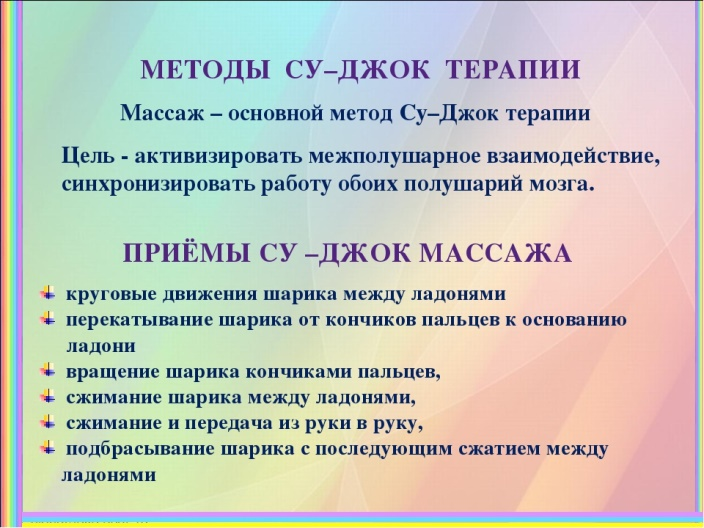 МЕТОДЫ СУ–ДЖОК ТЕРАПИИ
Массаж – основной метод Су–Джок терапии
Цель - активизировать межполушарное взаимодействие,
синхронизировать работу обоих полушарий мозга.
ПРИЁМЫ СУ –ДЖОК МАССАЖА
круговые движения шарика между ладонями
перекатывание шарика от кончиков пальцев к основанию
ладони
вращение шарика кончиками пальцев,
сжимание шарика между ладонями,
сжимание и передача из руки в руку,
подбрасывание шарика с последующим сжатием между
ладонями